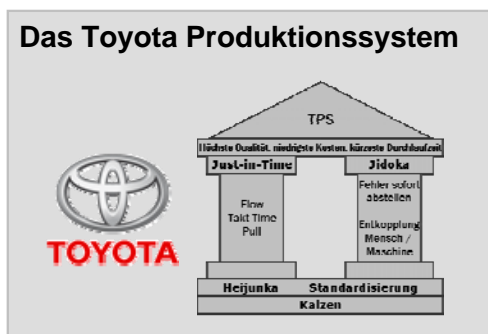 Das Toyota Produktionssystem
TPS
Höchste Qualität, niedrigste Kosten, kürzeste Durchlaufzeit
Just-in-Time
Jidoka
Flow
Takt Time
Pull
Fehler sofort
abstellen
Entkopplung
Mensch /
Maschine
TOYOTA
Heijunka
Standardisierung
Kaizen